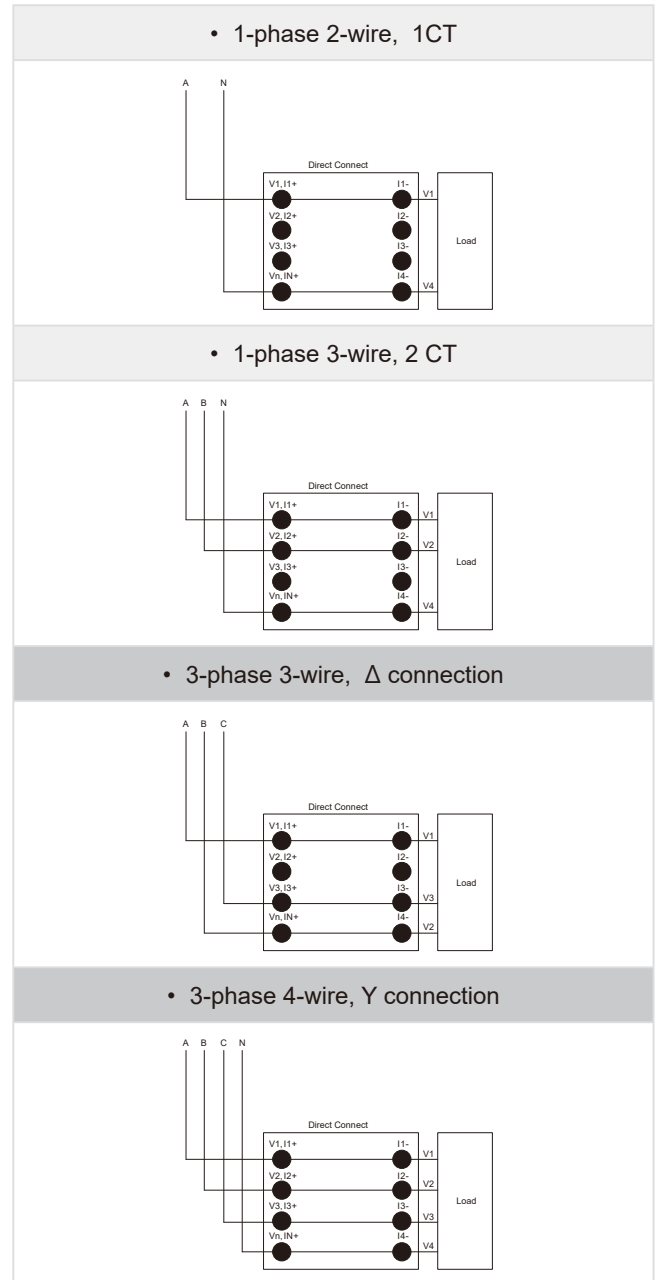 • 1-phase 2-wire, 1CT
A N
Direct Connect
V1,I1+ I1-
V1
V2,I2+ I2-
V3,I3+ I3-
Load
Vn,IN+ I4-
V4
• 1-phase 3-wire, 2 CT
A B N
Direct Connect
V1,I1+ I1-
V1
V2,I2+ I2-
V2
V3,I3+ I3-
Load
Vn,IN+ I4-
V4
• 3-phase 3-wire, Δ connection
A B C
Direct Connect
V1,I1+ I1-
V1
V2,I2+ I2-
Load
V3,I3+ I3-
V3
Vn,IN+ I4-
V2
• 3-phase 4-wire, Y connection
A B C N
Direct Connect
V1,I1+ I1-
V1
V2,I2+ I2-
V2
Load
V3,I3+ I3-
V3
Vn,IN+ I4-
V4